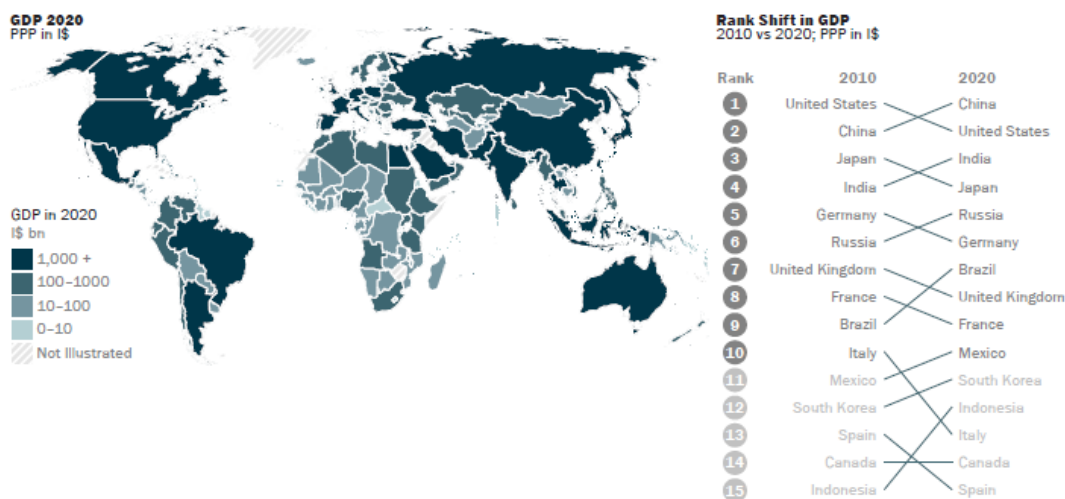 GDP 2020
PPP in I$
GDP in 2020
I$ bn
1,000 +
100–1000
10–100
0–10
Not Illustrated
Rank Shift in GDP
2010 vs 2020; PPP in I$
Rank 2010 2020
1 United States China
2 China United States
3 Japan India
4 India Japan
5 Germany Russia
6 Russia Germany
7 United Kingdom Brazil
8 France United Kingdom
9 Brazil France
10 Italy Mexico
11 Mexico South Korea
12 South Korea Indonesia
13 Spain Italy
14 Canada Canada
15 Indonesia Spain